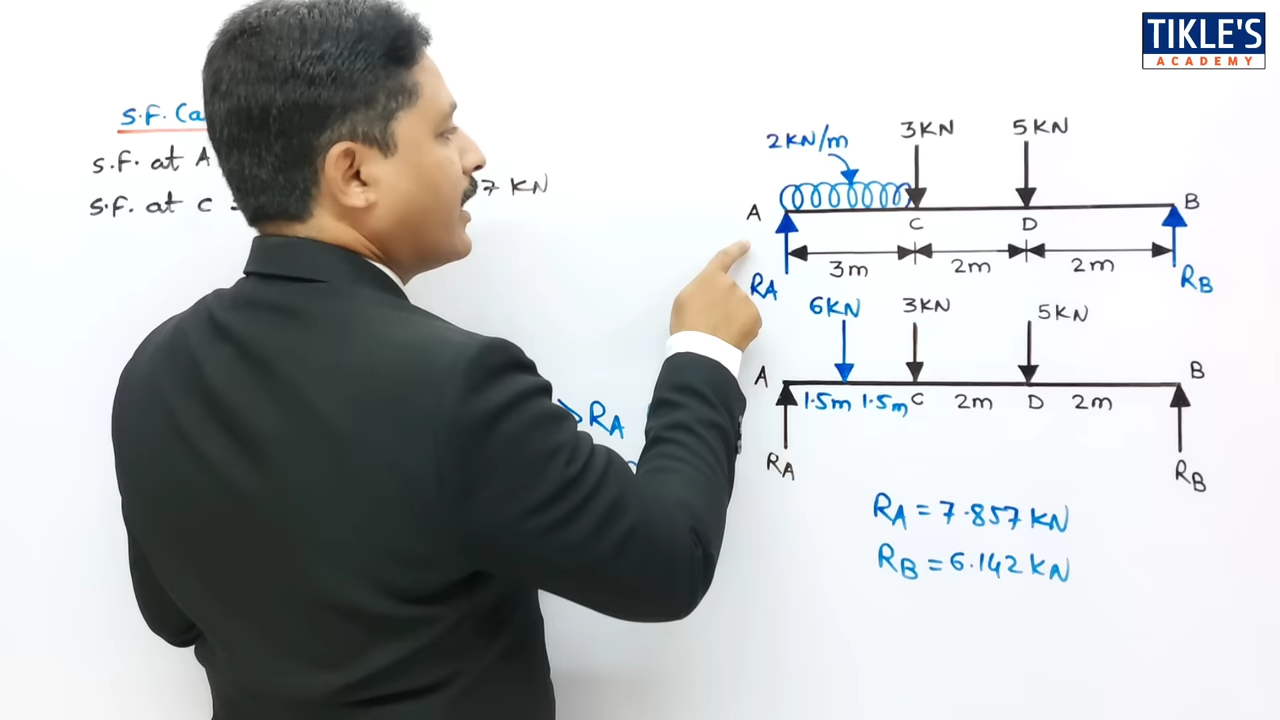 TIKLE'S
ACADEMY
S.F.
S.F. at A
S.F. at C =
7 KN
2KN/m
3KN
5KN
A
C
D
B
3m
2m
2m
RA
RB
6KN
3KN
5KN
A
1.5m
1.5m
C
2m
D
2m
B
RA
RB
RA
RA = 7.857 KN
RB = 6.142 KN